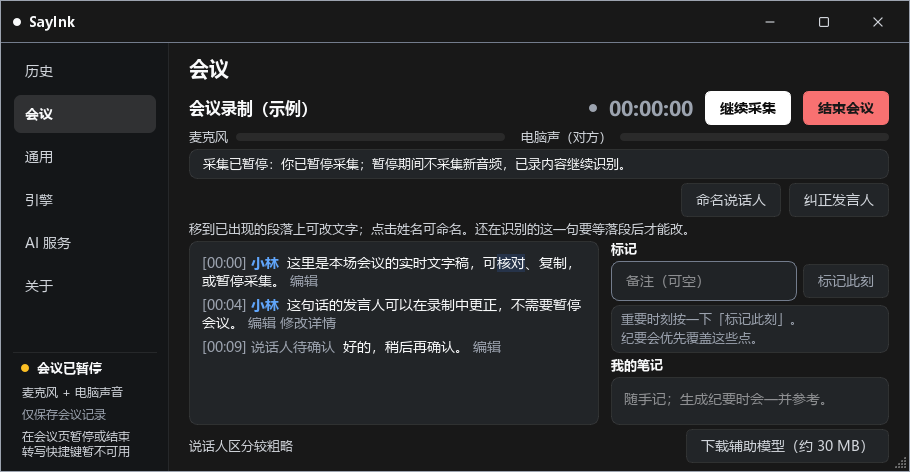 SayInk
历史
会议
通用
引擎
AI 服务
关于
会议已暂停
麦克风 + 电脑声音
仅保存会议记录
在会议页暂停或结束
转写快捷键暂不可用
会议
会议录制（示例）
00:00:00
继续采集
结束会议
麦克风
电脑声（对方）
采集已暂停：你已暂停采集；暂停期间不采集新音频，已录内容继续识别。
命名说话人
纠正发言人
移到已出现的段落上可改文字；点击姓名可命名。还在识别的这一句要等落段后才能改。
[00:00] 小林 这里是本场会议的实时文字稿，可核对、复制，
或暂停采集。 编辑
[00:04] 小林 这句话的发言人可以在录制中更正，不需要暂停
会议。 编辑 修改详情
[00:09] 说话人待确认 好的，稍后再确认。 编辑
标记
备注（可空）
标记此刻
重要时刻按一下「标记此刻」。
纪要会优先覆盖这些点。
我的笔记
随手记；生成纪要时会一并参考。
说话人区分较粗略
下载辅助模型（约 30 MB）